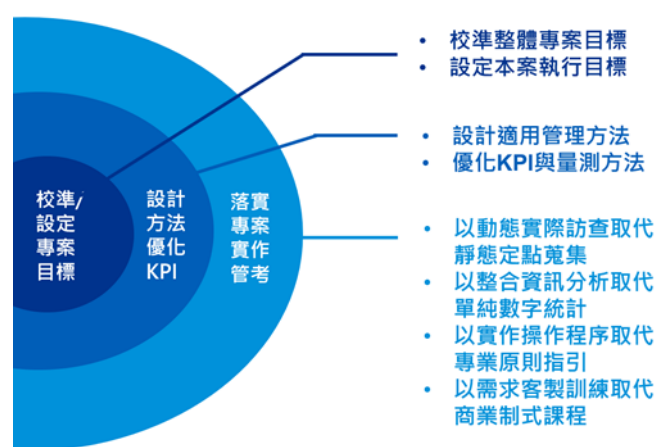 校準/
設定
專案
目標
設計
方法
優化
KPI
落實
專案
實作
管考
• 校準整體專案目標
• 設定本案執行目標
• 設計適用管理方法
• 優化KPI與量測方法
• 以動態實際訪查取代
靜態定點蒐集
• 以整合資訊分析取代
單純數字統計
• 以實作操作程序取代
專業原則指引
• 以需求客製訓練取代
商業制式課程